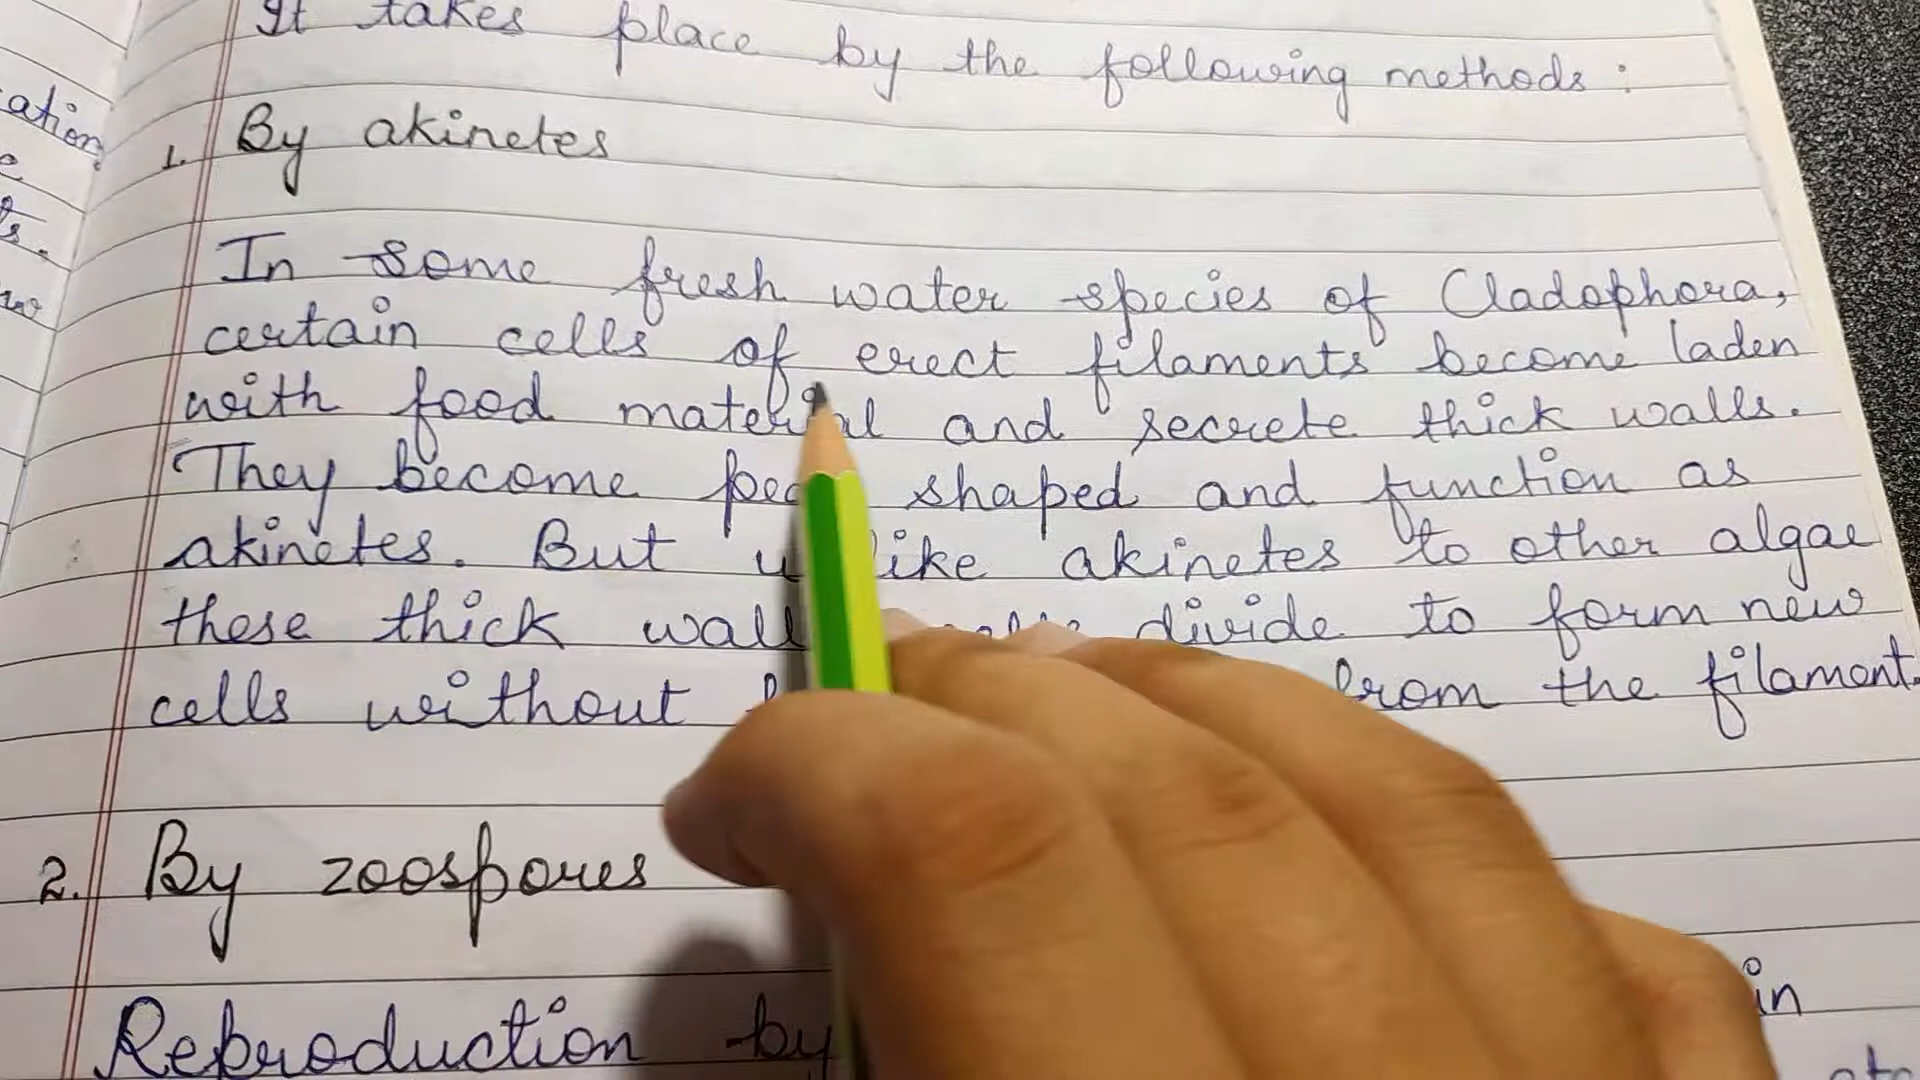 It takes place by the following methods:
1. By akinetes
In some fresh water species of Cladophora,
certain cells of erect filaments become laden
with food material and secrete thick walls.
They become shaped and function as
akinetes. But akinetes to other algae
these thick divide to form new
cells without from the filament.
2. By zoospores
Reproduction by in